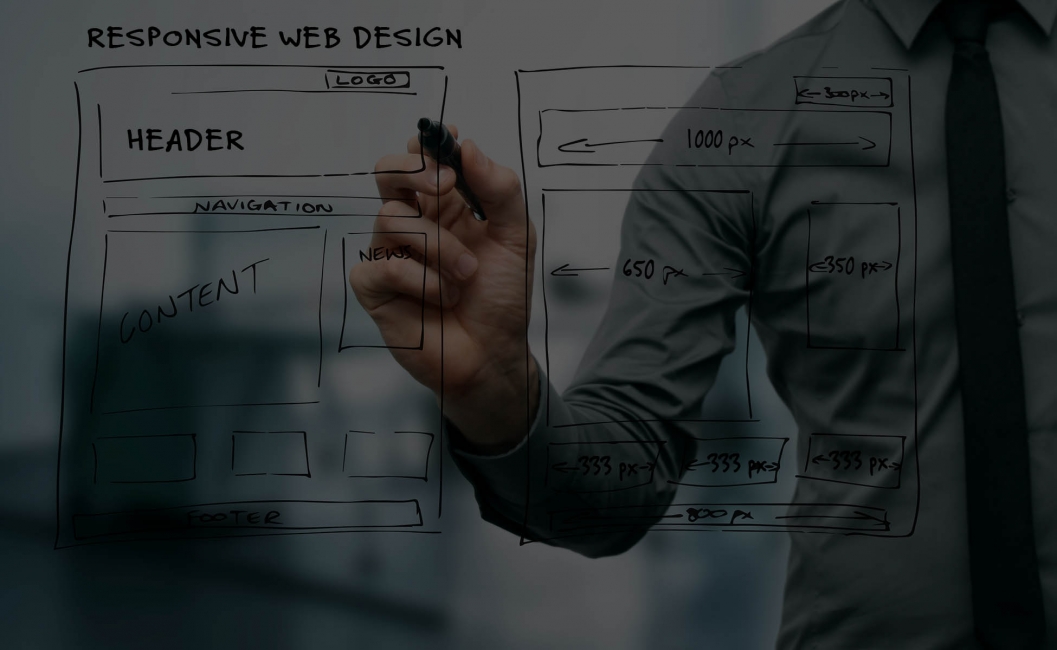 RESPONSIVE WEB DESIGN
LOGO
HEADER
NAVIGATION
CONTENT
NEWS
FOOTER
300px
1000 px
650 px
350 px
333 px
333 px
333 px
800 px